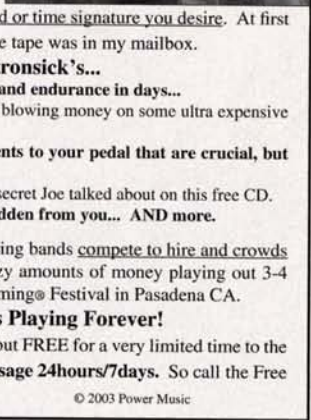 d or time signature you desire. At first
e tape was in my mailbox.
ronsick's...
and endurance in days...
blowing money on some ultra expensive
nts to your pedal that are crucial, but
secret Joe talked about on this free CD.
dden from you... AND more.
ing bands compete to hire and crowds
zy amounts of money playing out 3-4
ming® Festival in Pasadena CA.
s Playing Forever!
out FREE for a very limited time to the
sage 24hours/7days. So call the Free
© 2003 Power Music